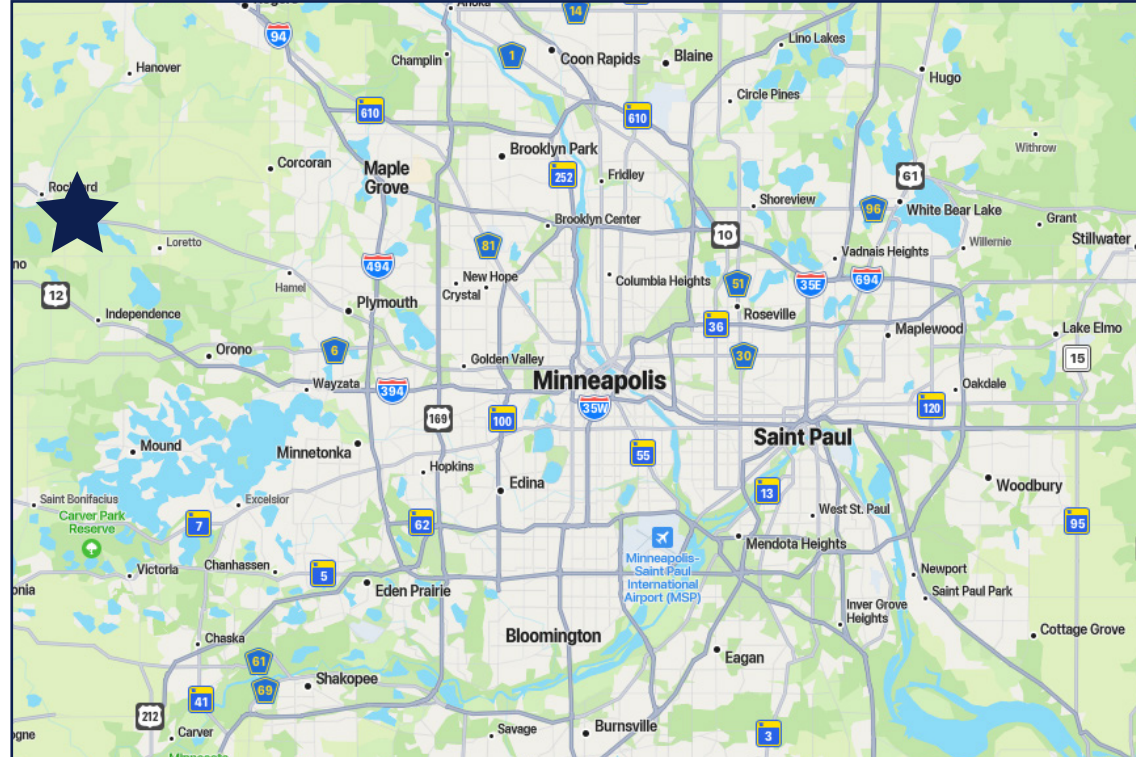 Anoka
14
94
1
Coon Rapids
Blaine
Lino Lakes
Hanover
Champlin
Hugo
610
610
Circle Pines
Withrow
Corcoran
Maple
Grove
Brooklyn Park
252
Fridley
61
Shoreview
96
White Bear Lake
Brooklyn Center
10
Grant
Stillwater
Willernie
Vadnais Heights
Loretto
81
494
New Hope
Crystal
Columbia Heights
51
35E
694
no
12
Hamel
Plymouth
Independence
Roseville
36
Maplewood
Lake Elmo
Orono
6
Golden Valley
30
15
Minneapolis
Wayzata
394
35W
Oakdale
169
100
120
Mound
Minnetonka
55
Saint Paul
Hopkins
Edina
13
Woodbury
Saint Bonifacius
Excelsior
Carver Park
Reserve
7
62
West St. Paul
95
Minneapolis-
Saint Paul
International
Airport (MSP)
Mendota Heights
Victoria
Chanhassen
5
Eden Prairie
onia
Newport
Saint Paul Park
Inver Grove
Heights
Cottage Grove
Chaska
Bloomington
61
Eagan
69
Shakopee
41
212
Carver
Savage
Burnsville
3
ogne